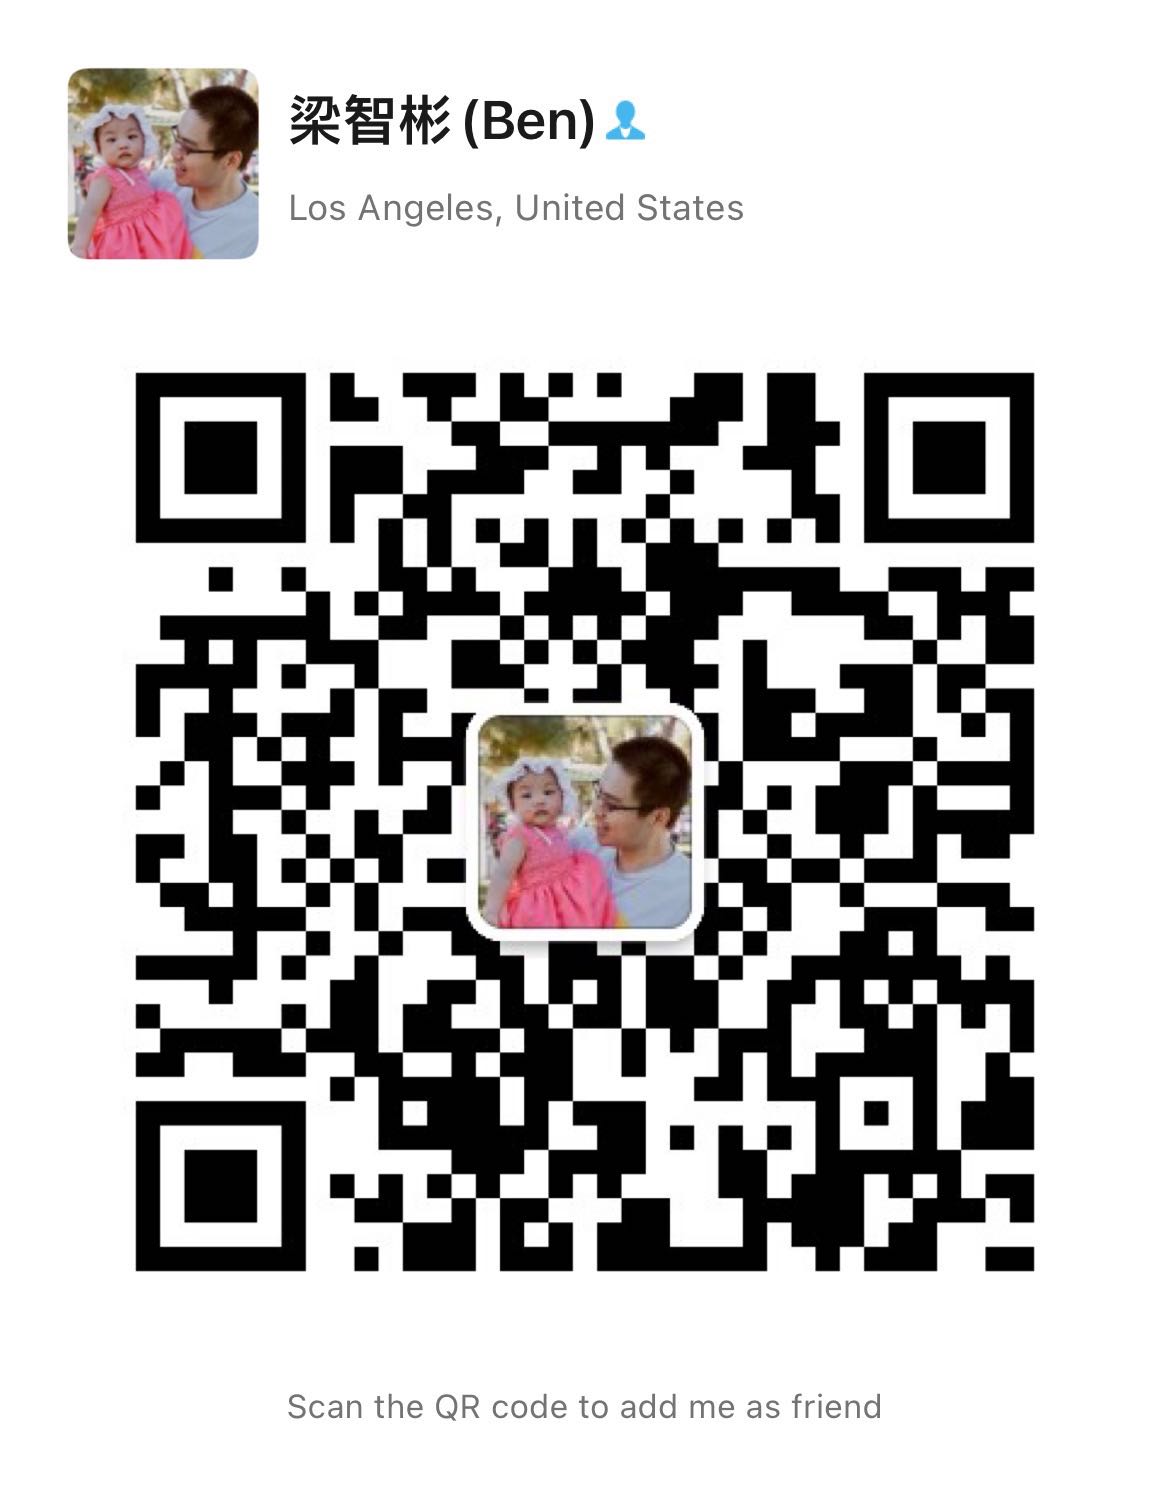 梁智彬 (Ben)
Los Angeles, United States
Scan the QR code to add me as friend